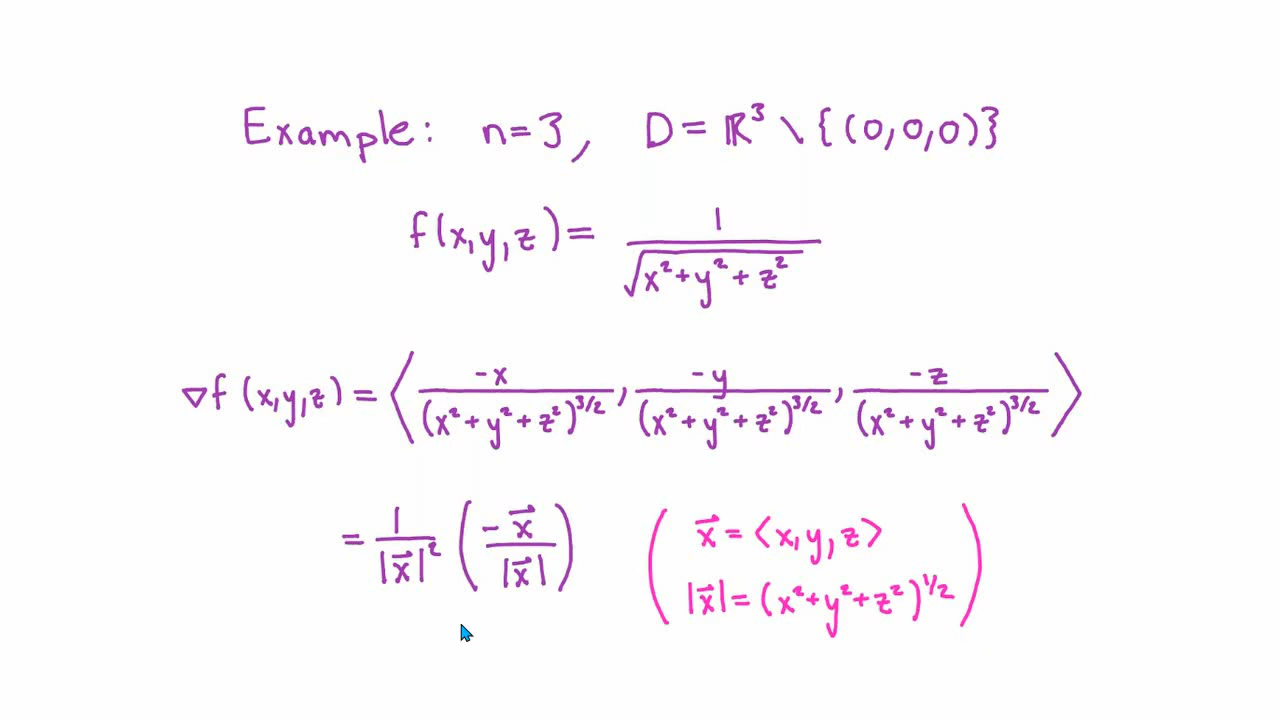 Example: n=3, D = ℝ³ \ {(0,0,0)}
f(x,y,z) = 1/√(x²+y²+z²)
∇f (x,y,z) = ⟨ -x/(x²+y²+z²)^3/2 , -y/(x²+y²+z²)^3/2 , -z/(x²+y²+z²)^3/2 ⟩
= 1/|x⃗|² ( -x⃗/|x⃗| )
( x⃗ = ⟨x,y,z⟩
|x⃗| = (x²+y²+z²)^1/2 )